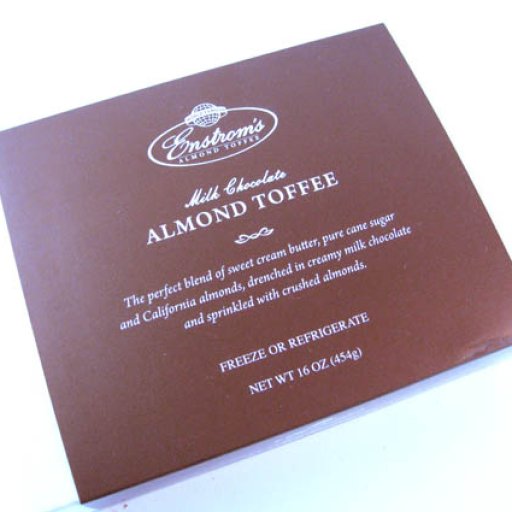 Enstrom's
ALMOND TOFFEE
Milk Chocolate
ALMOND TOFFEE
The perfect blend of sweet cream butter, pure cane sugar
and California almonds, drenched in creamy milk chocolate
and sprinkled with crushed almonds.
FREEZE OR REFRIGERATE
NET WT 16 OZ (454g)